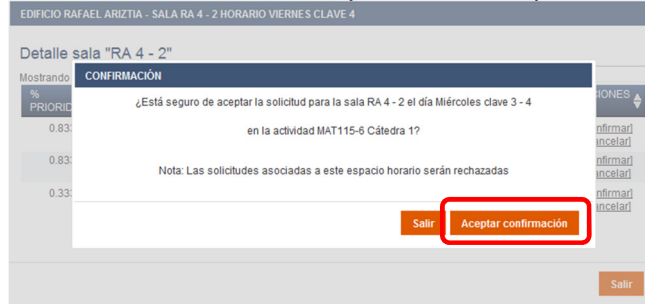 EDIFICIO RAFAEL ARIZTIA - SALA RA 4 - 2 HORARIO VIERNES CLAVE 4
Detalle sala "RA 4 - 2"
Mostrando
CONFIRMACIÓN
%
¿Está seguro de aceptar la solicitud para la sala RA 4 - 2 el día Miércoles clave 3 - 4
en la actividad MAT115-6 Cátedra 1?
Nota: Las solicitudes asociadas a este espacio horario serán rechazadas
Salir Aceptar confirmación
Salir